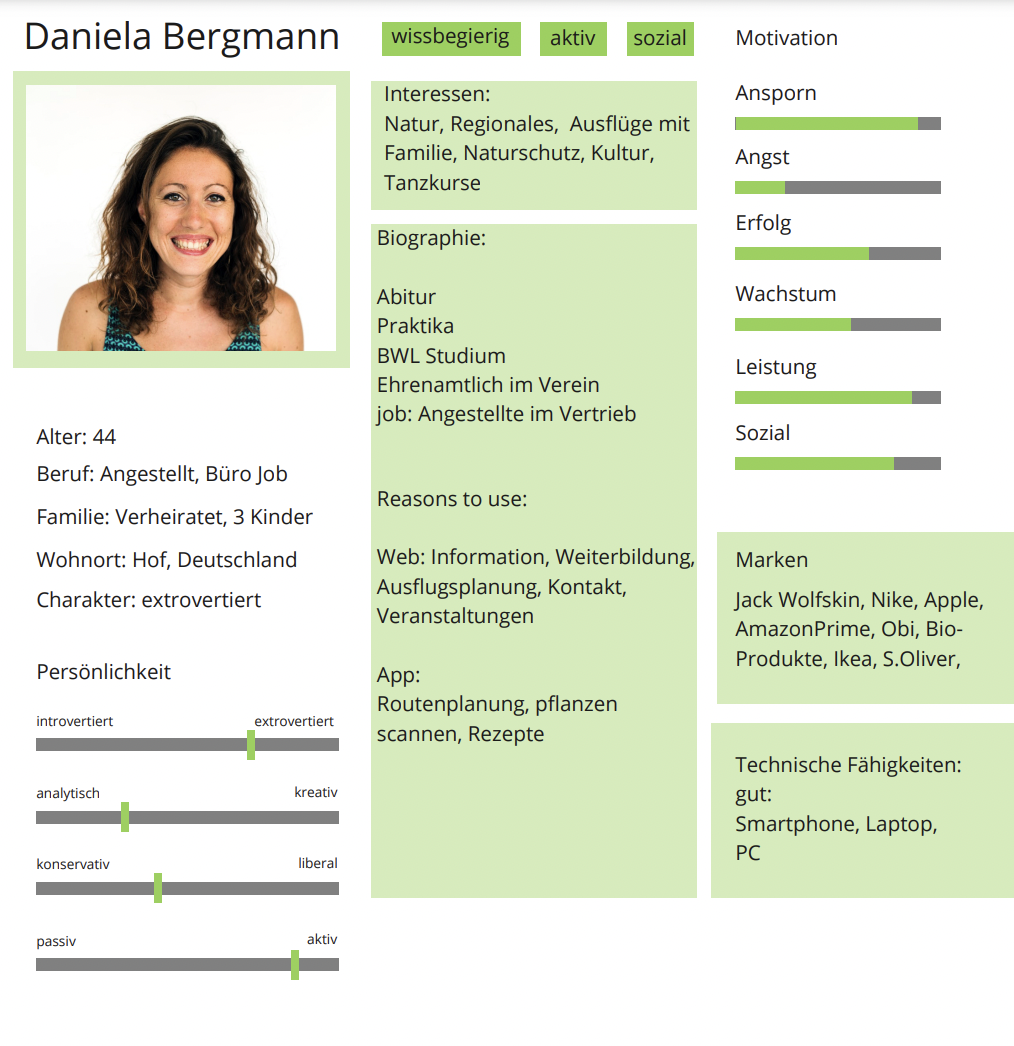 Daniela Bergmann
Alter: 44
Beruf: Angestellt, Büro Job
Familie: Verheiratet, 3 Kinder
Wohnort: Hof, Deutschland
Charakter: extrovertiert
Persönlichkeit
introvertiert extrovertiert
analytisch kreativ
konservativ liberal
passiv aktiv
wissbegierig aktiv sozial
Interessen:
Natur, Regionales, Ausflüge mit
Familie, Naturschutz, Kultur,
Tanzkurse
Biographie:
Abitur
Praktika
BWL Studium
Ehrenamtlich im Verein
job: Angestellte im Vertrieb
Reasons to use:
Web: Information, Weiterbildung,
Ausflugsplanung, Kontakt,
Veranstaltungen
App:
Routenplanung, pflanzen
scannen, Rezepte
Motivation
Ansporn
Angst
Erfolg
Wachstum
Leistung
Sozial
Marken
Jack Wolfskin, Nike, Apple,
AmazonPrime, Obi, Bio-
Produkte, Ikea, S.Oliver,
Technische Fähigkeiten:
gut:
Smartphone, Laptop,
PC